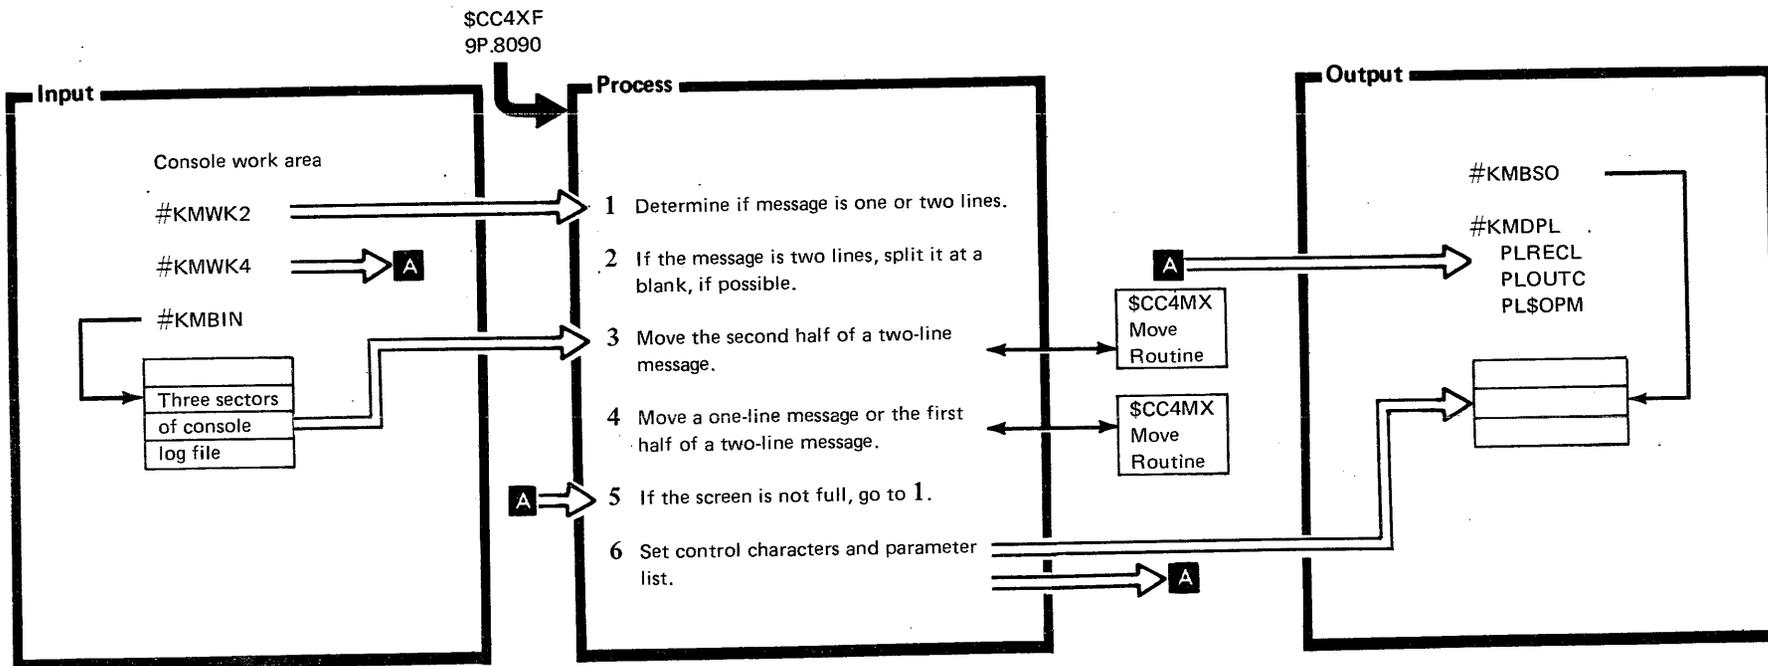 $CC4XF
9P.8090
Input
Console work area
#KMWK2
#KMWK4
A
#KMBIN
Three sectors
of console
log file
Process
1 Determine if message is one or two lines.
2 If the message is two lines, split it at a
blank, if possible.
3 Move the second half of a two-line
message.
4 Move a one-line message or the first
half of a two-line message.
A
5 If the screen is not full, go to 1.
6 Set control characters and parameter
list.
A
A
$CC4MX
Move
Routine
$CC4MX
Move
Routine
Output
#KMBSO
#KMDPL
PLRECL
PLOUTC
PL$OPM